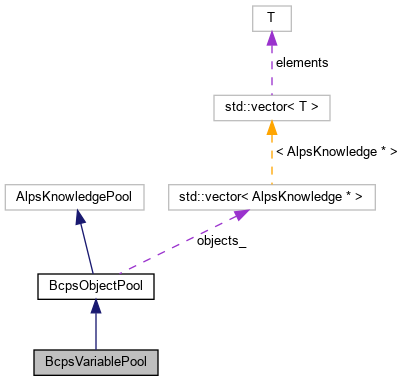 T
elements
std::vector< T >
< AlpsKnowledge * >
AlpsKnowledgePool
std::vector< AlpsKnowledge * >
objects_
BcpsObjectPool
BcpsVariablePool